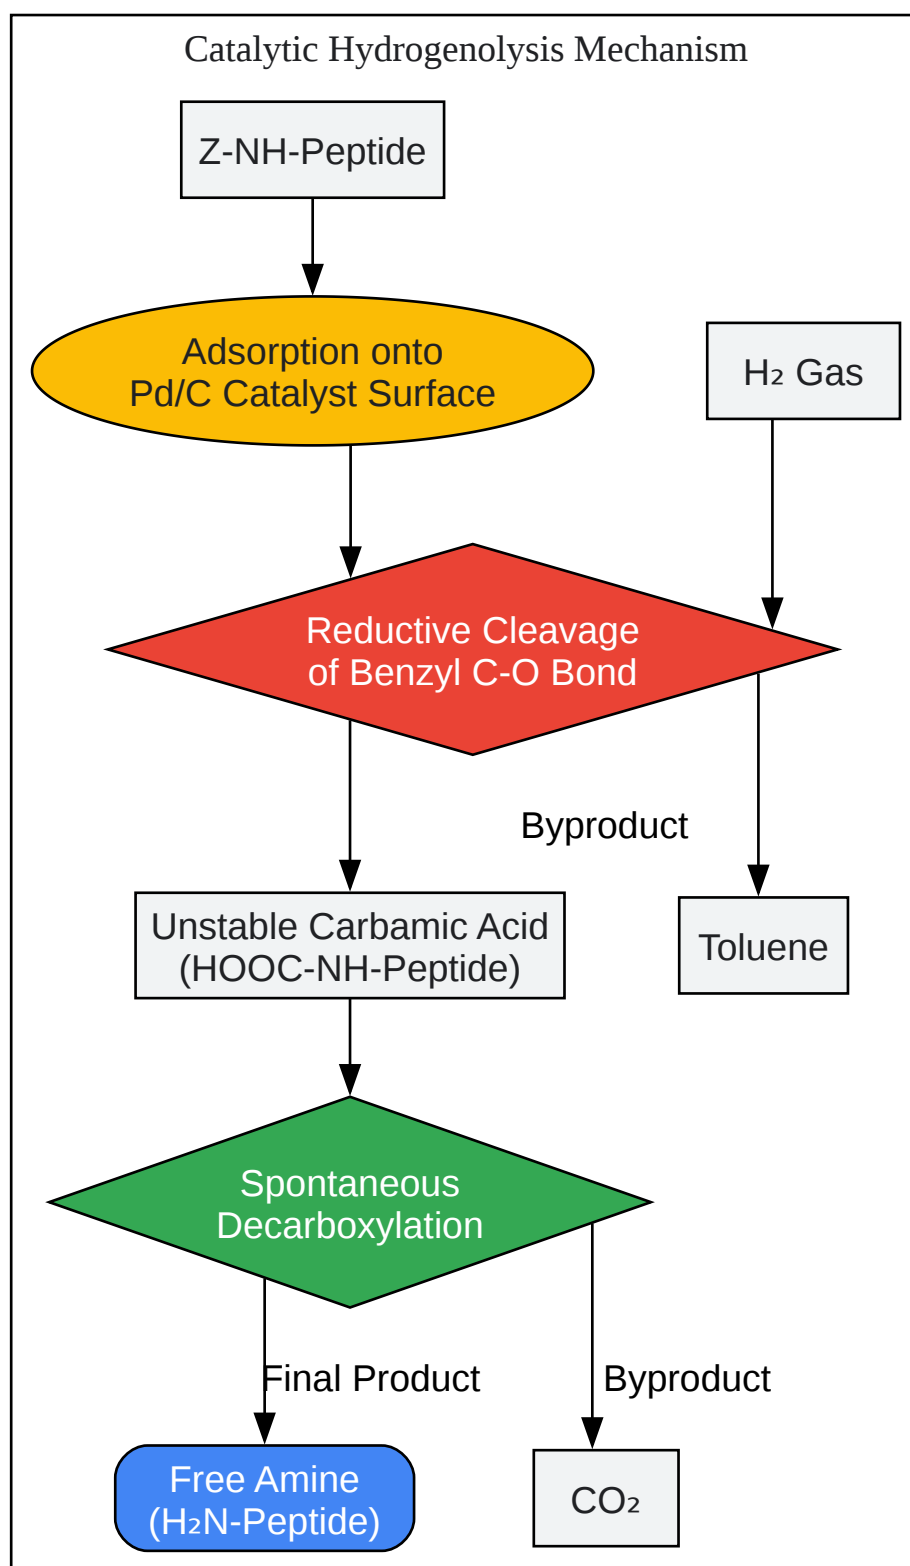 Catalytic Hydrogenolysis Mechanism
Z-NH-Peptide
Adsorption onto
Pd/C Catalyst Surface
H₂ Gas
Reductive Cleavage
of Benzyl C-O Bond
Byproduct
Unstable Carbamic Acid
(HOOC-NH-Peptide)
Toluene
Spontaneous
Decarboxylation
Final Product
Byproduct
Free Amine
(H₂N-Peptide)
CO₂